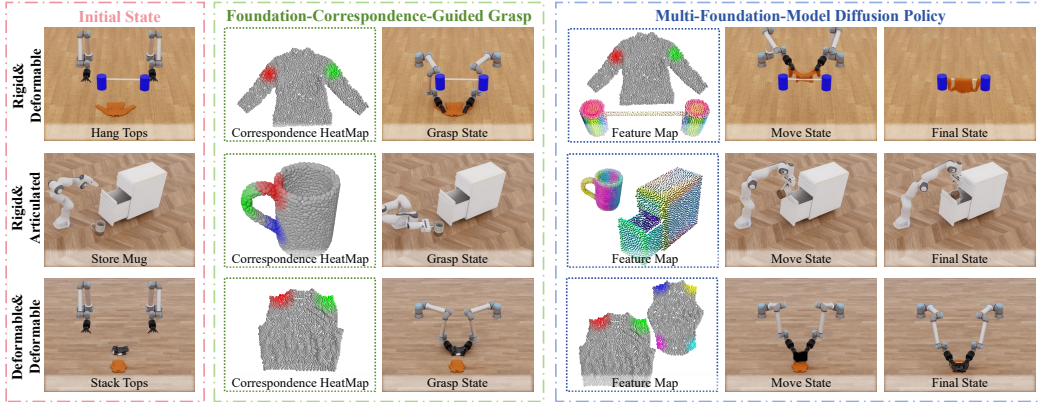 Initial State
Foundation-Correspondence-Guided Grasp
Multi-Foundation-Model Diffusion Policy
Rigid&
Deformable
Hang Tops
Correspondence HeatMap
Grasp State
Feature Map
Move State
Final State
Rigid&
Articulated
Store Mug
Correspondence HeatMap
Grasp State
Feature Map
Move State
Final State
Deformable&
Deformable
Stack Tops
Correspondence HeatMap
Grasp State
Feature Map
Move State
Final State